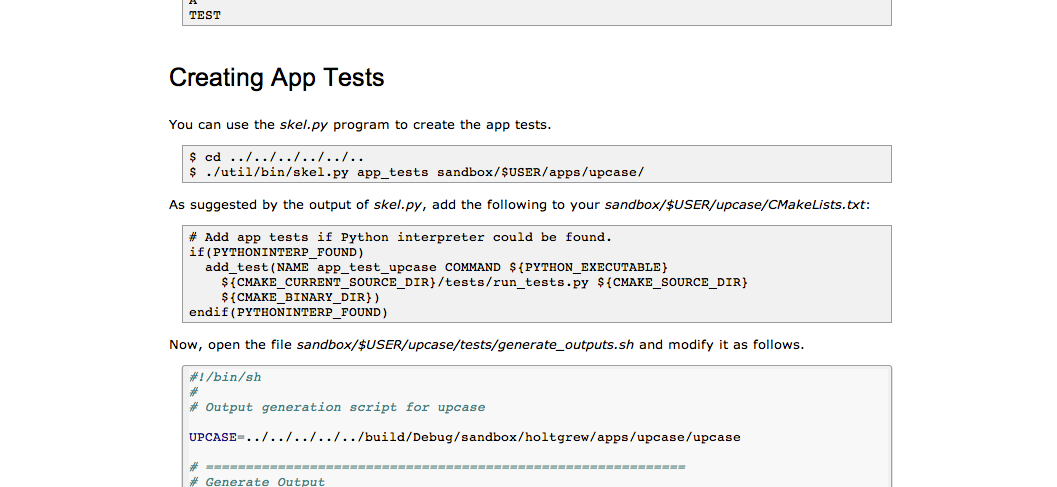 A
TEST
Creating App Tests
You can use the skel.py program to create the app tests.
$ cd ../../../../../..
$ ./util/bin/skel.py app_tests sandbox/$USER/apps/upcase/
As suggested by the output of skel.py, add the following to your sandbox/$USER/upcase/CMakeLists.txt:
# Add app tests if Python interpreter could be found.
if(PYTHONINTERP_FOUND)
  add_test(NAME app_test_upcase COMMAND ${PYTHON_EXECUTABLE}
    ${CMAKE_CURRENT_SOURCE_DIR}/tests/run_tests.py ${CMAKE_SOURCE_DIR}
    ${CMAKE_BINARY_DIR})
endif(PYTHONINTERP_FOUND)
Now, open the file sandbox/$USER/upcase/tests/generate_outputs.sh and modify it as follows.
#!/bin/sh
#
# Output generation script for upcase
UPCASE=../../../../../build/Debug/sandbox/holtgrew/apps/upcase/upcase
# ============================================================
# Generate Output